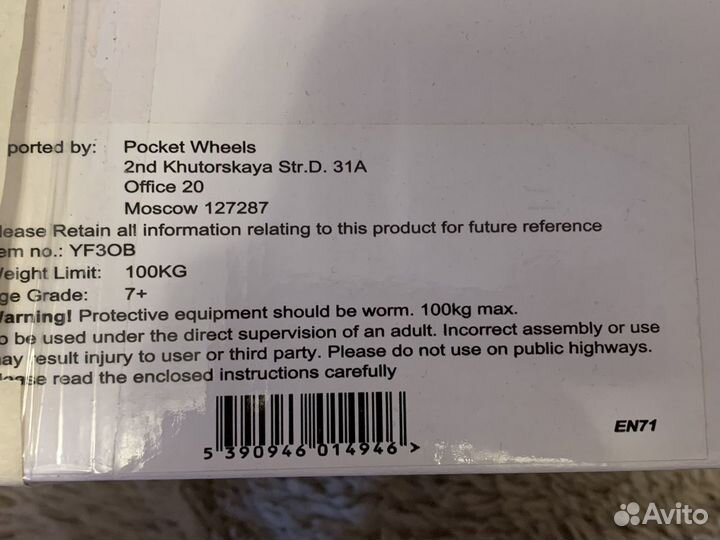 ported by: Pocket Wheels
2nd Khutorskaya Str.D. 31A
Office 20
Moscow 127287
lease Retain all information relating to this product for future reference
em no.: YF3OB
Weight Limit: 100KG
ge Grade: 7+
Warning! Protective equipment should be worm. 100kg max.
o be used under the direct supervision of an adult. Incorrect assembly or use
may result injury to user or third party. Please do not use on public highways.
Please read the enclosed instructions carefully
EN71
5 390946 014946 >
Avito